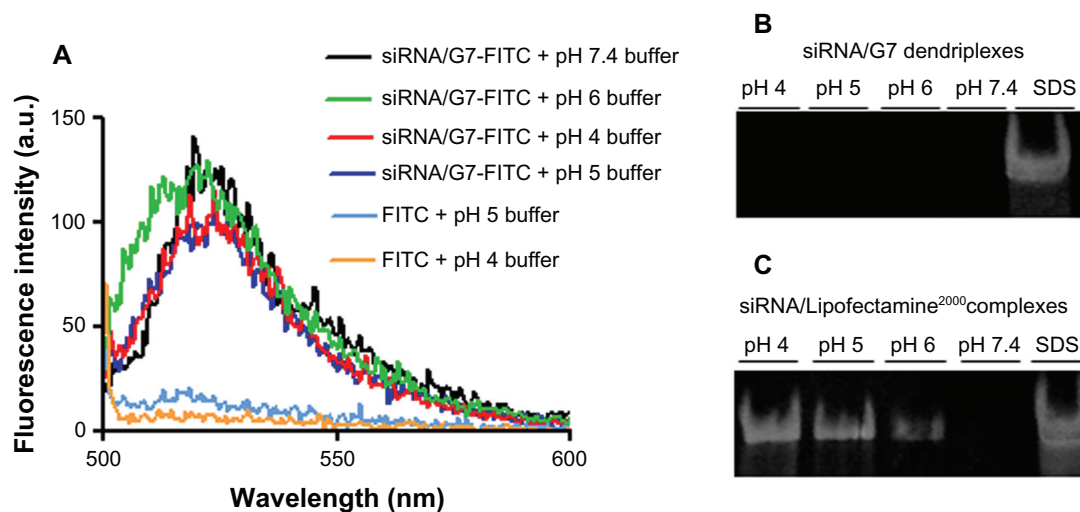 A
siRNA/G7-FITC + pH 7.4 buffer
siRNA/G7-FITC + pH 6 buffer
siRNA/G7-FITC + pH 4 buffer
siRNA/G7-FITC + pH 5 buffer
FITC + pH 5 buffer
FITC + pH 4 buffer
Fluorescence intensity (a.u.)
150
100
50
0
500 550 600
Wavelength (nm)
B
siRNA/G7 dendriplexes
pH 4 pH 5 pH 6 pH 7.4 SDS
C
siRNA/Lipofectamine²⁰⁰⁰complexes
pH 4 pH 5 pH 6 pH 7.4 SDS